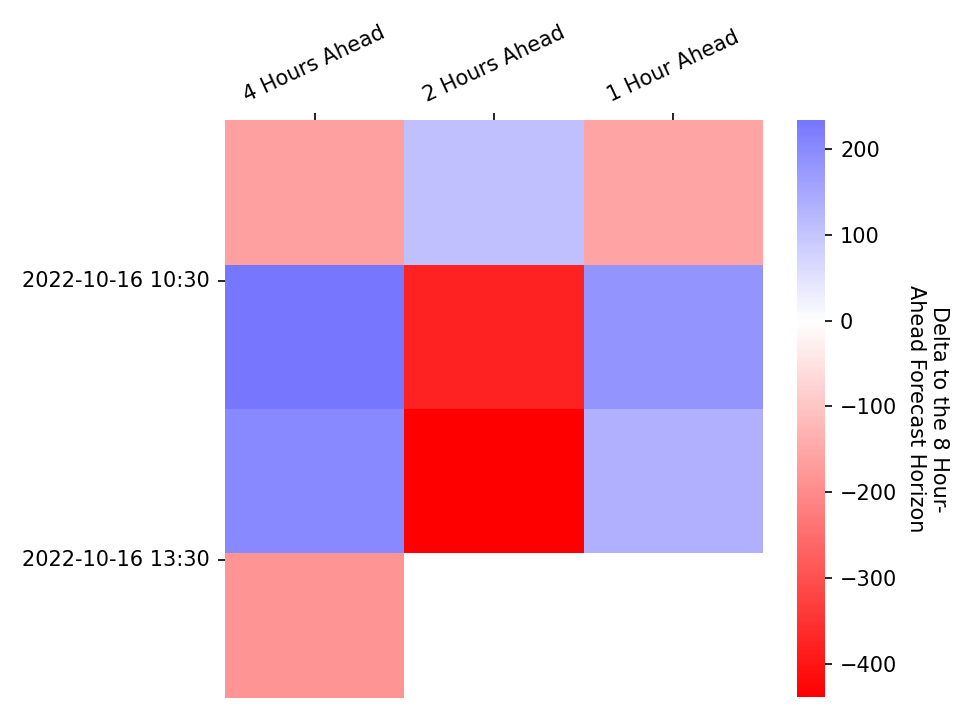 4 Hours Ahead
2 Hours Ahead
1 Hour Ahead
2022-10-16 10:30
2022-10-16 13:30
200
100
0
−100
−200
−300
−400
Delta to the 8 Hour-
Ahead Forecast Horizon